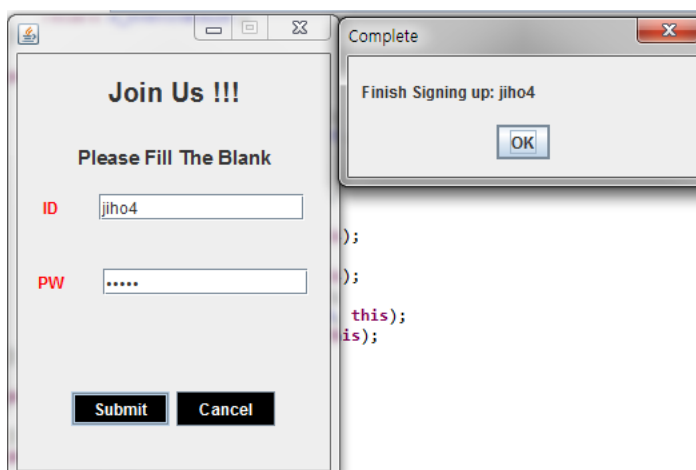 Join Us !!!
Please Fill The Blank
ID jiho4
PW •••••
Submit Cancel
Complete
Finish Signing up: jiho4
OK
);
);
this);
is);